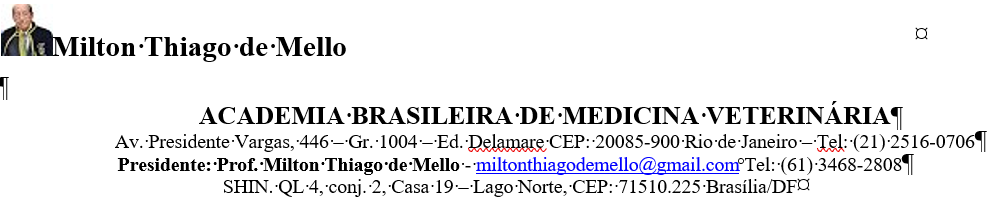 Milton Thiago de Mello
ACADEMIA BRASILEIRA DE MEDICINA VETERINÁRIA
Av. Presidente Vargas, 446 – Gr. 1004 – Ed. Delamare CEP: 20085-900 Rio de Janeiro – Tel: (21) 2516-0706
Presidente: Prof. Milton Thiago de Mello - miltonthiagodemello@gmail.com Tel: (61) 3468-2808
SHIN. QL 4, conj. 2, Casa 19 – Lago Norte, CEP: 71510.225 Brasília/DF